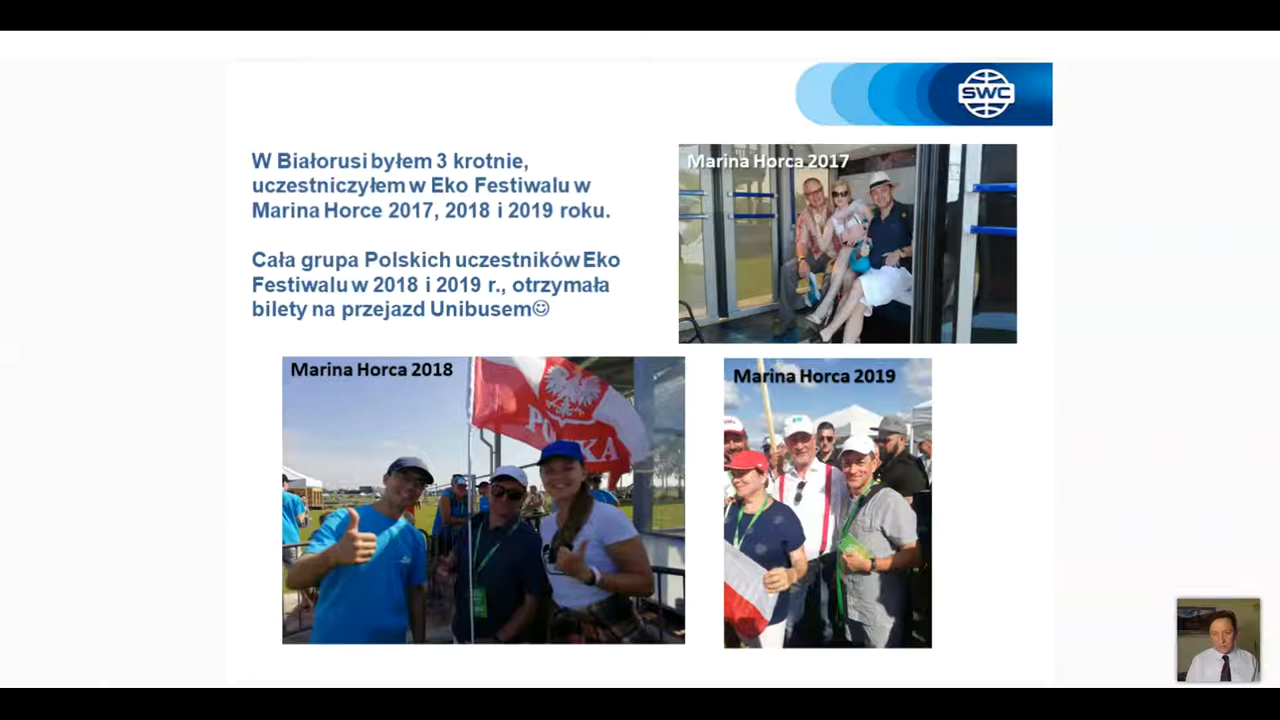 SWC
W Białorusi byłem 3 krotnie,
uczestniczyłem w Eko Festiwalu w
Marina Horce 2017, 2018 i 2019 roku.
Cała grupa Polskich uczestników Eko
Festiwalu w 2018 i 2019 r., otrzymała
bilety na przejazd Unibusem☺
Marina Horca 2017
Marina Horca 2018
POLSKA
Marina Horca 2019